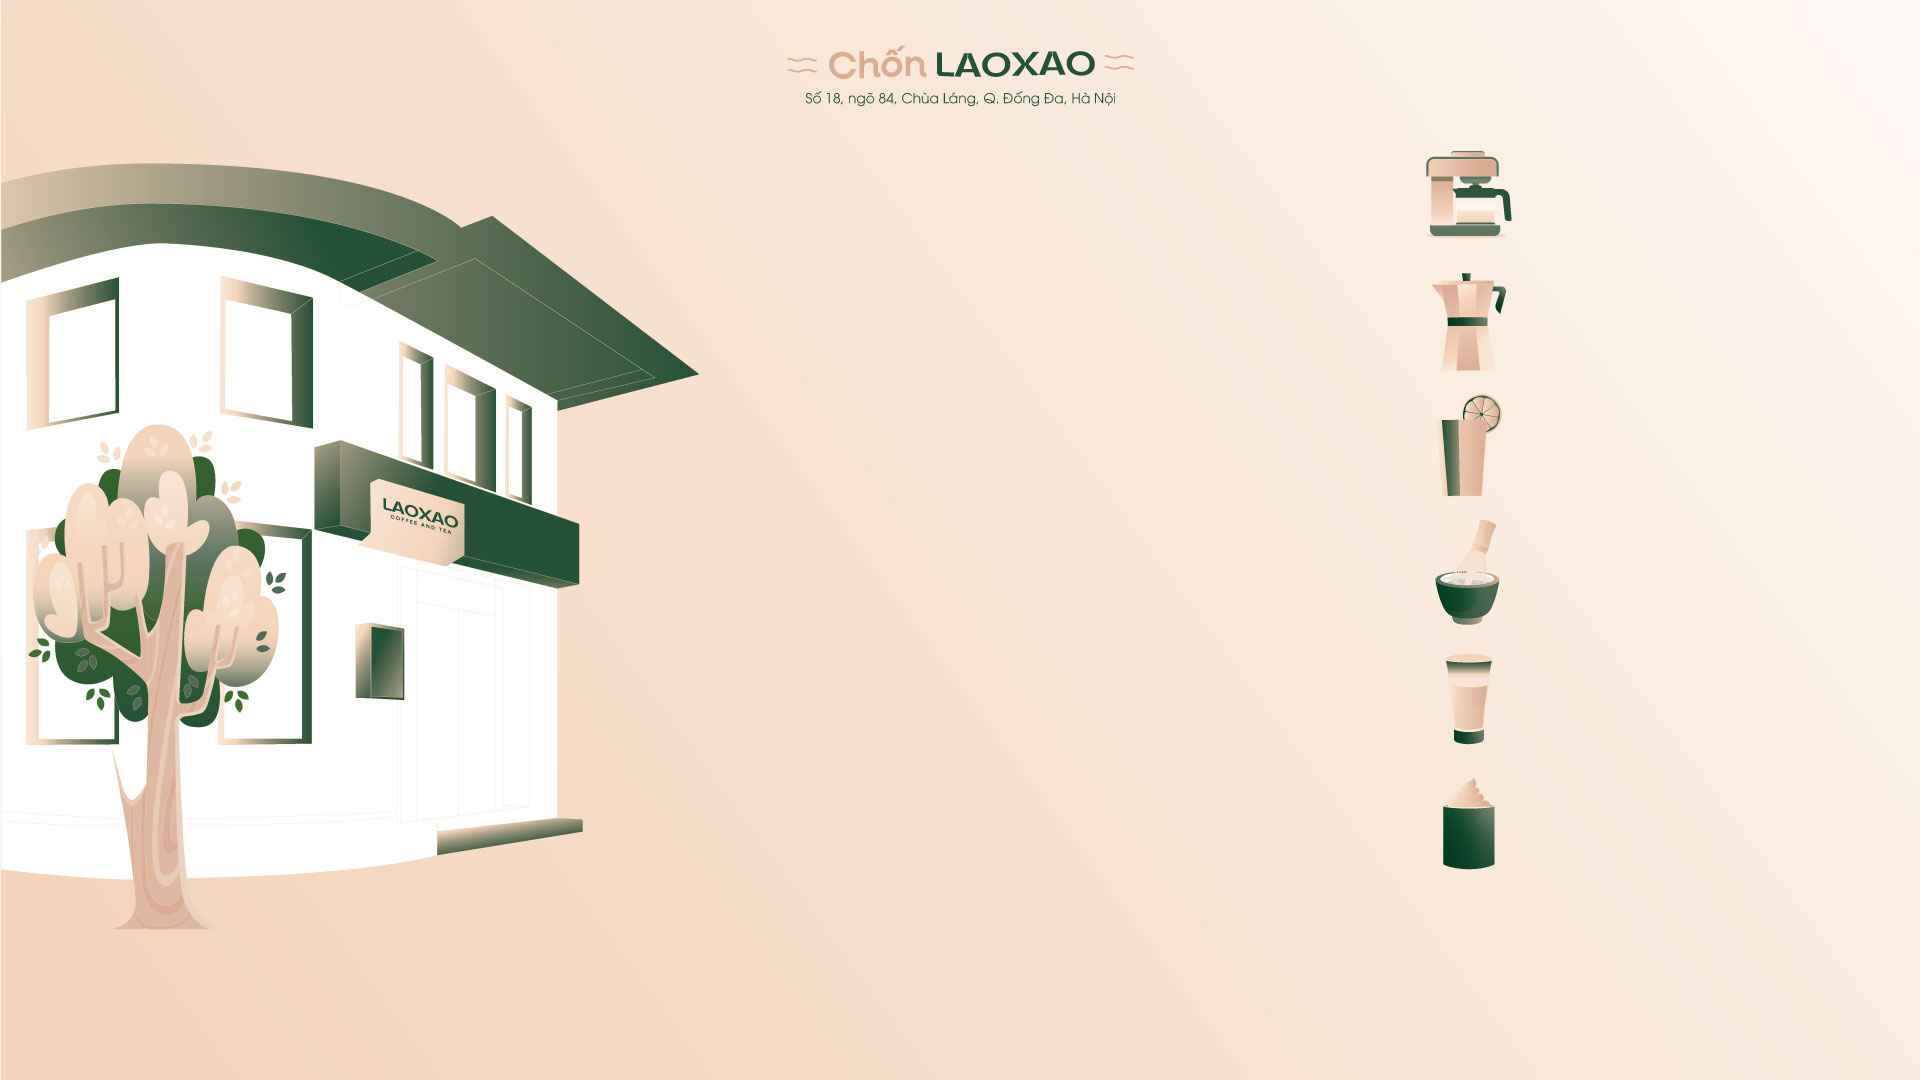 Chốn LAOXAO
Số 18, ngõ 84, Chùa Láng, Q. Đống Đa, Hà Nội
LAOXAO
COFFEE AND TEA